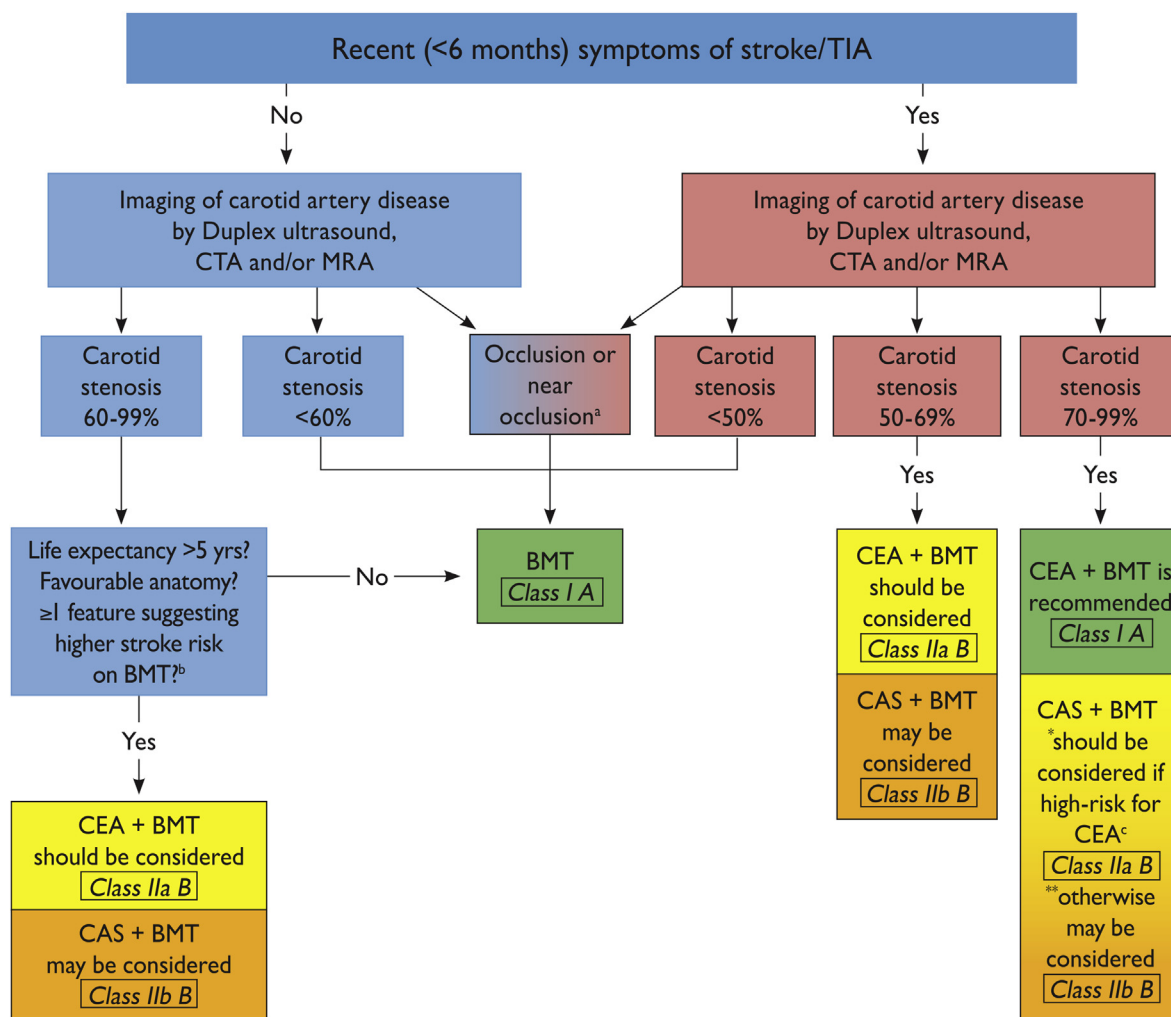 Recent (<6 months) symptoms of stroke/TIA
No
Yes
Imaging of carotid artery disease
by Duplex ultrasound,
CTA and/or MRA
Imaging of carotid artery disease
by Duplex ultrasound,
CTA and/or MRA
Carotid
stenosis
60-99%
Carotid
stenosis
<60%
Occlusion or
near
occlusionᵃ
Carotid
stenosis
<50%
Carotid
stenosis
50-69%
Carotid
stenosis
70-99%
Yes
Yes
Life expectancy >5 yrs?
Favourable anatomy?
≥1 feature suggesting
higher stroke risk
on BMT?ᵇ
No
BMT
Class I A
CEA + BMT
should be
considered
Class IIa B
CAS + BMT
may be
considered
Class IIb B
CEA + BMT is
recommended
Class I A
CAS + BMT
*should be
considered if
high-risk for
CEAᶜ
Class IIa B
**otherwise
may be
considered
Class IIb B
Yes
CEA + BMT
should be considered
Class IIa B
CAS + BMT
may be considered
Class IIb B